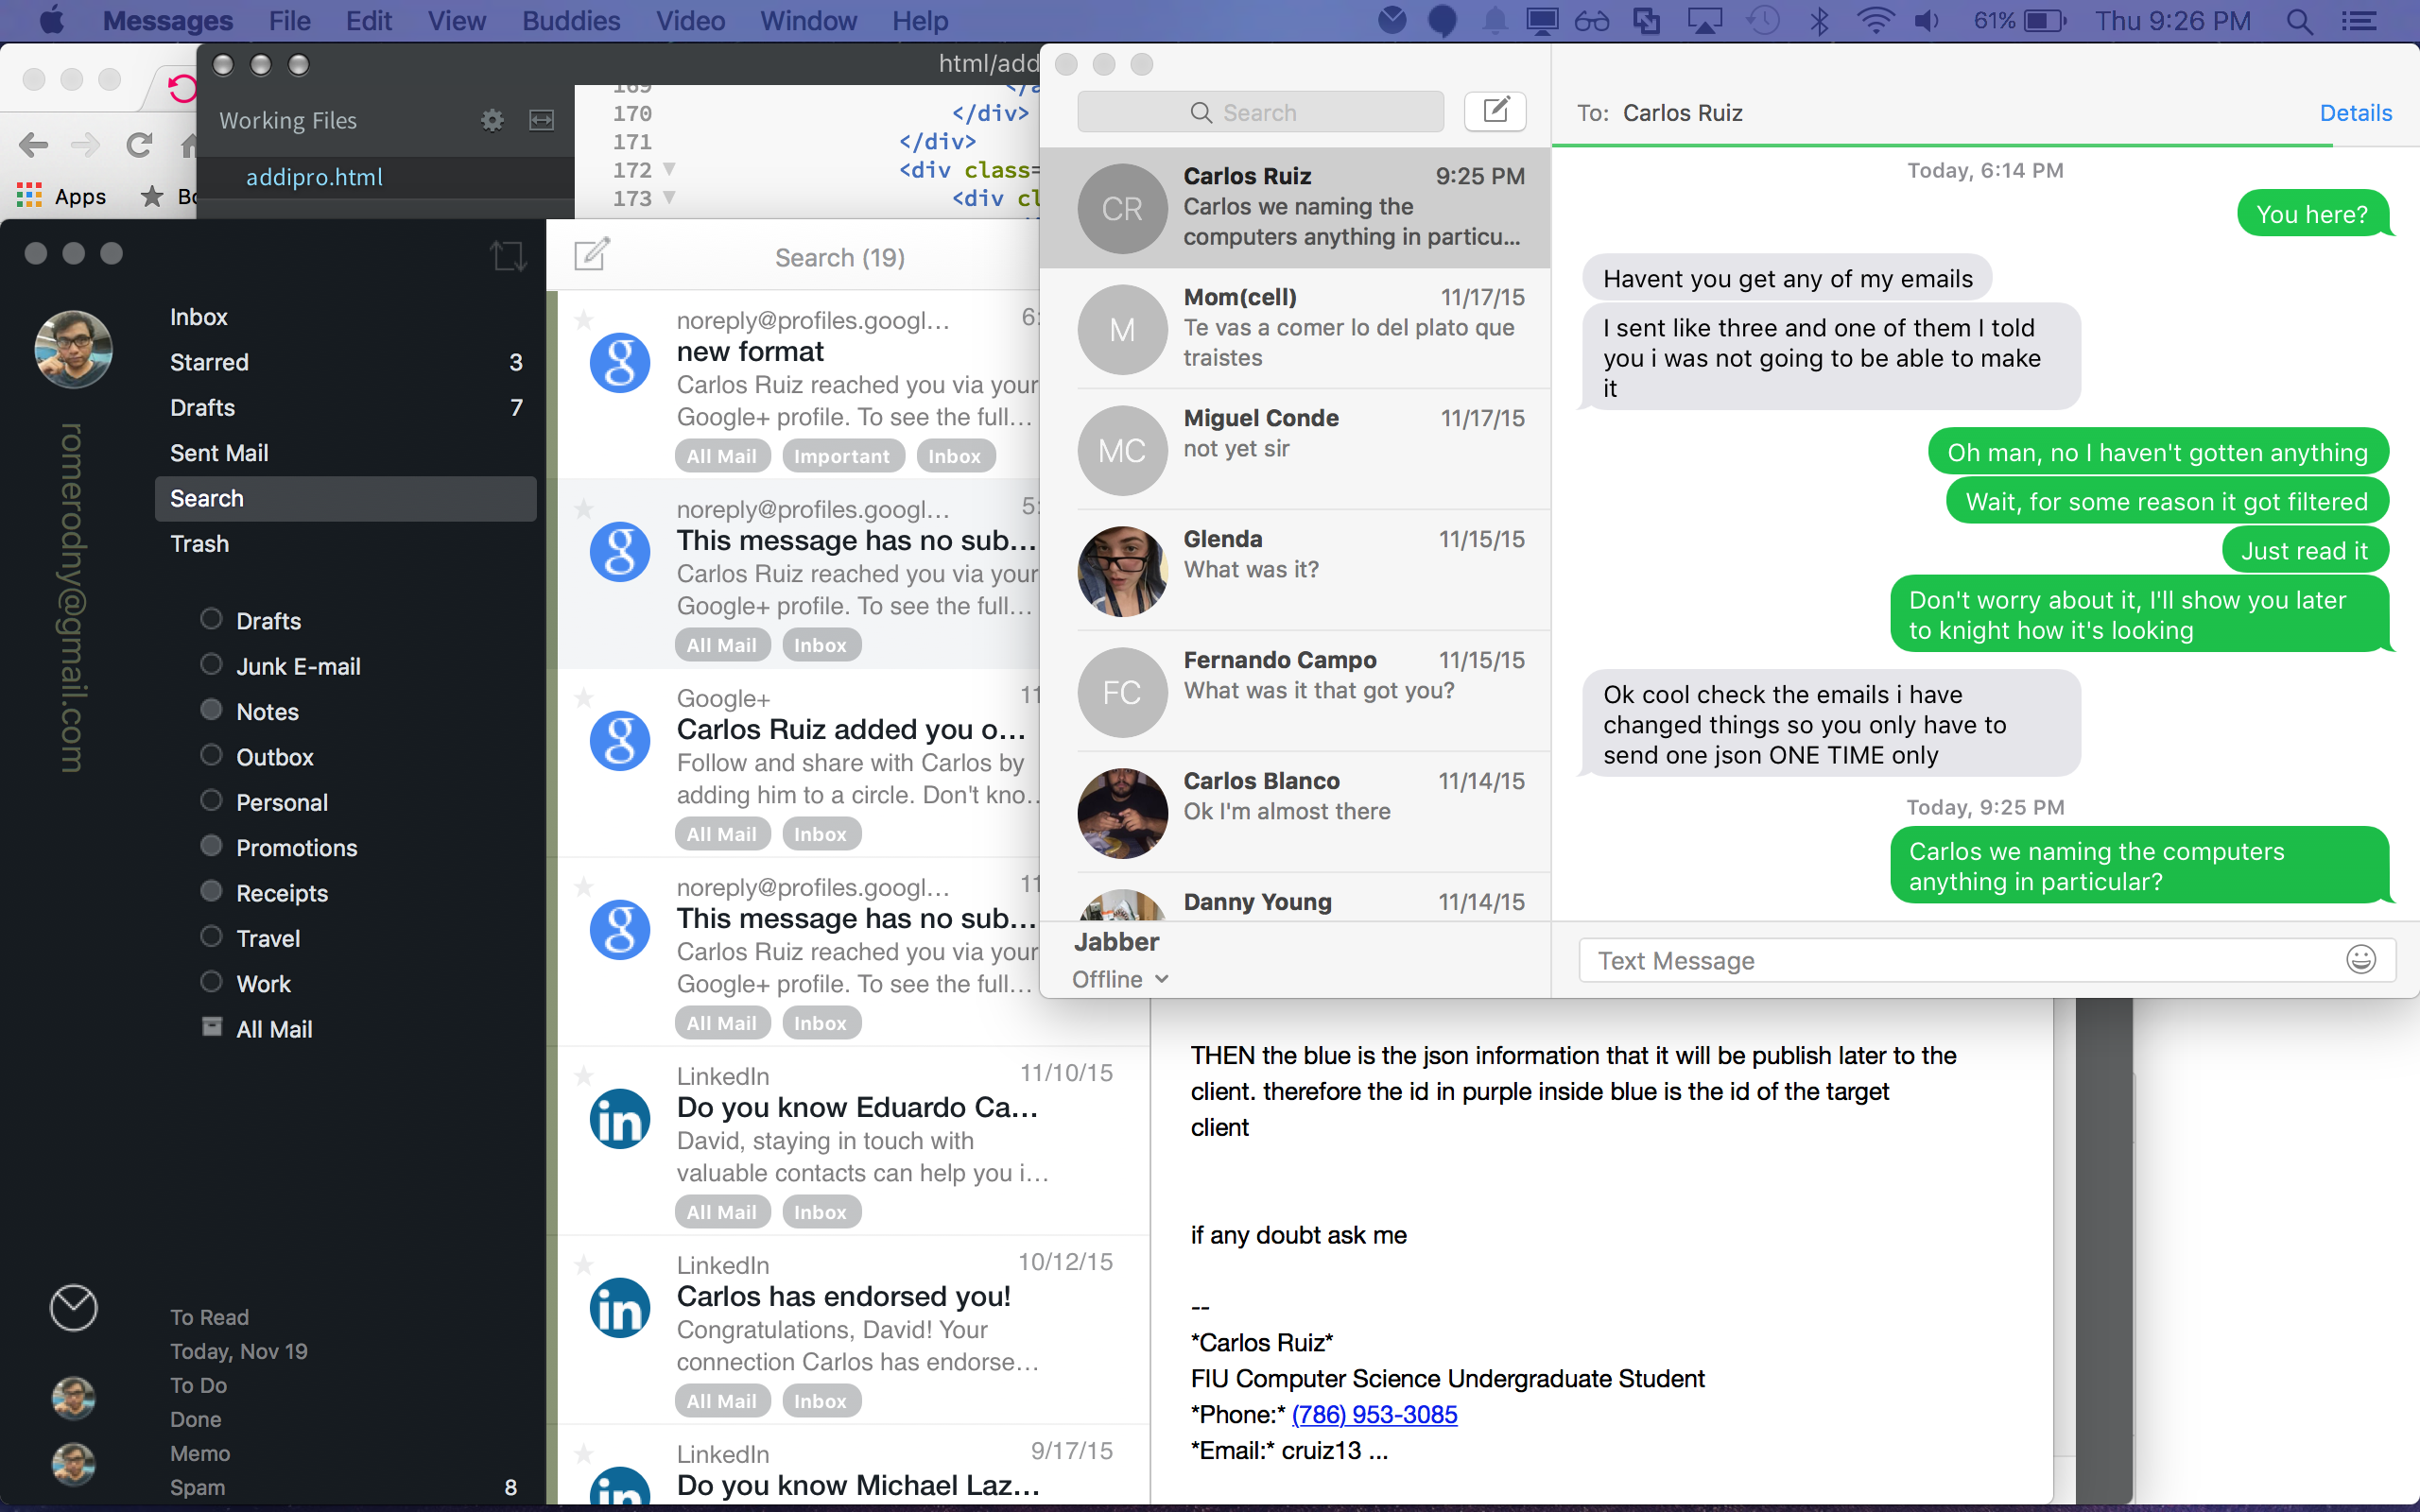 Messages File Edit View Buddies Video Window Help
61% Thu 9:26 PM
html/add
Working Files
addipro.html
Apps
170 </div>
171 </div>
172 <div class=
173 <div cl
Inbox
Starred 3
Drafts 7
Sent Mail
Search
Trash
romerodny@gmail.com
Drafts
Junk E-mail
Notes
Outbox
Personal
Promotions
Receipts
Travel
Work
All Mail
To Read
Today, Nov 19
To Do
Done
Memo
Spam 8
Search (19)
noreply@profiles.googl...
new format
Carlos Ruiz reached you via your
Google+ profile. To see the full...
All Mail Important Inbox
noreply@profiles.googl...
This message has no sub...
Carlos Ruiz reached you via your
Google+ profile. To see the full...
All Mail Inbox
Google+
Carlos Ruiz added you o...
Follow and share with Carlos by
adding him to a circle. Don't kno..
All Mail Inbox
noreply@profiles.googl...
This message has no sub...
Carlos Ruiz reached you via your
Google+ profile. To see the full...
All Mail Inbox
LinkedIn 11/10/15
Do you know Eduardo Ca...
David, staying in touch with
valuable contacts can help you i...
All Mail Inbox
LinkedIn 10/12/15
Carlos has endorsed you!
Congratulations, David! Your
connection Carlos has endorse...
All Mail Inbox
LinkedIn 9/17/15
Do you know Michael Laz...
Search
CR
Carlos Ruiz 9:25 PM
Carlos we naming the
computers anything in particu...
M
Mom(cell) 11/17/15
Te vas a comer lo del plato que
traistes
MC
Miguel Conde 11/17/15
not yet sir
Glenda 11/15/15
What was it?
FC
Fernando Campo 11/15/15
What was it that got you?
Carlos Blanco 11/14/15
Ok I'm almost there
Danny Young 11/14/15
Jabber
Offline
To: Carlos Ruiz Details
Today, 6:14 PM
You here?
Havent you get any of my emails
I sent like three and one of them I told
you i was not going to be able to make
it
Oh man, no I haven't gotten anything
Wait, for some reason it got filtered
Just read it
Don't worry about it, I'll show you later
to knight how it's looking
Ok cool check the emails i have
changed things so you only have to
send one json ONE TIME only
Today, 9:25 PM
Carlos we naming the computers
anything in particular?
Text Message
THEN the blue is the json information that it will be publish later to the
client. therefore the id in purple inside blue is the id of the target
client
if any doubt ask me
--
*Carlos Ruiz*
FIU Computer Science Undergraduate Student
*Phone:* (786) 953-3085
*Email:* cruiz13 ...